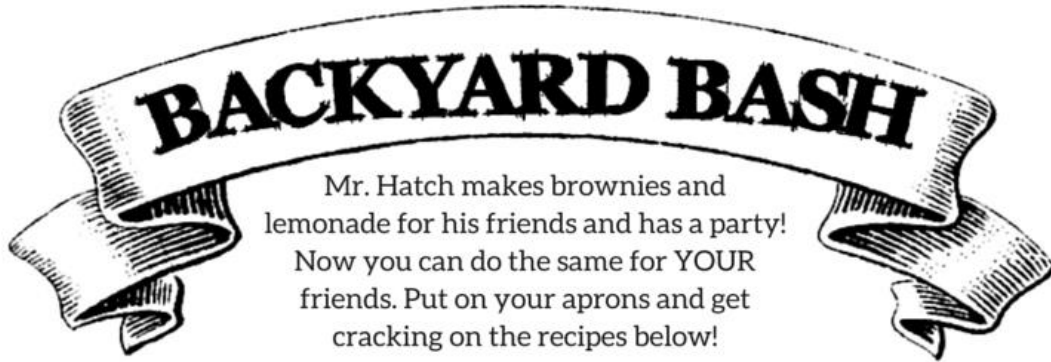 BACKYARD BASH
Mr. Hatch makes brownies and
lemonade for his friends and has a party!
Now you can do the same for YOUR
friends. Put on your aprons and get
cracking on the recipes below!